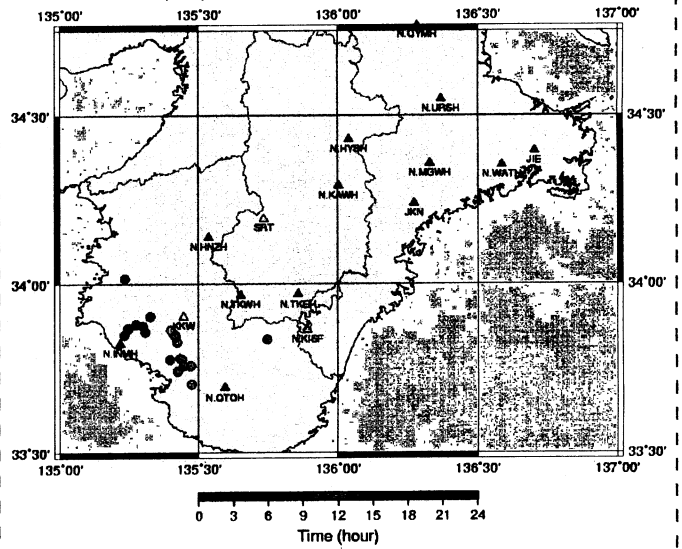 135˚00' 135˚30' 136˚00' 136˚30' 137˚00'
N.OYMH
N.URSH
34˚30' 34˚30'
N.HYSH
JIE
N.MGWH N.WATH
N.KAWH
JKN
SRT
N.HNZH
34˚00' 34˚00'
N.TKEH
KKW
N.KISF
N.INMH
N.OTOH
33˚30' 33˚30'
135˚00' 135˚30' 136˚00' 136˚30' 137˚00'
0 3 6 9 12 15 18 21 24
Time (hour)